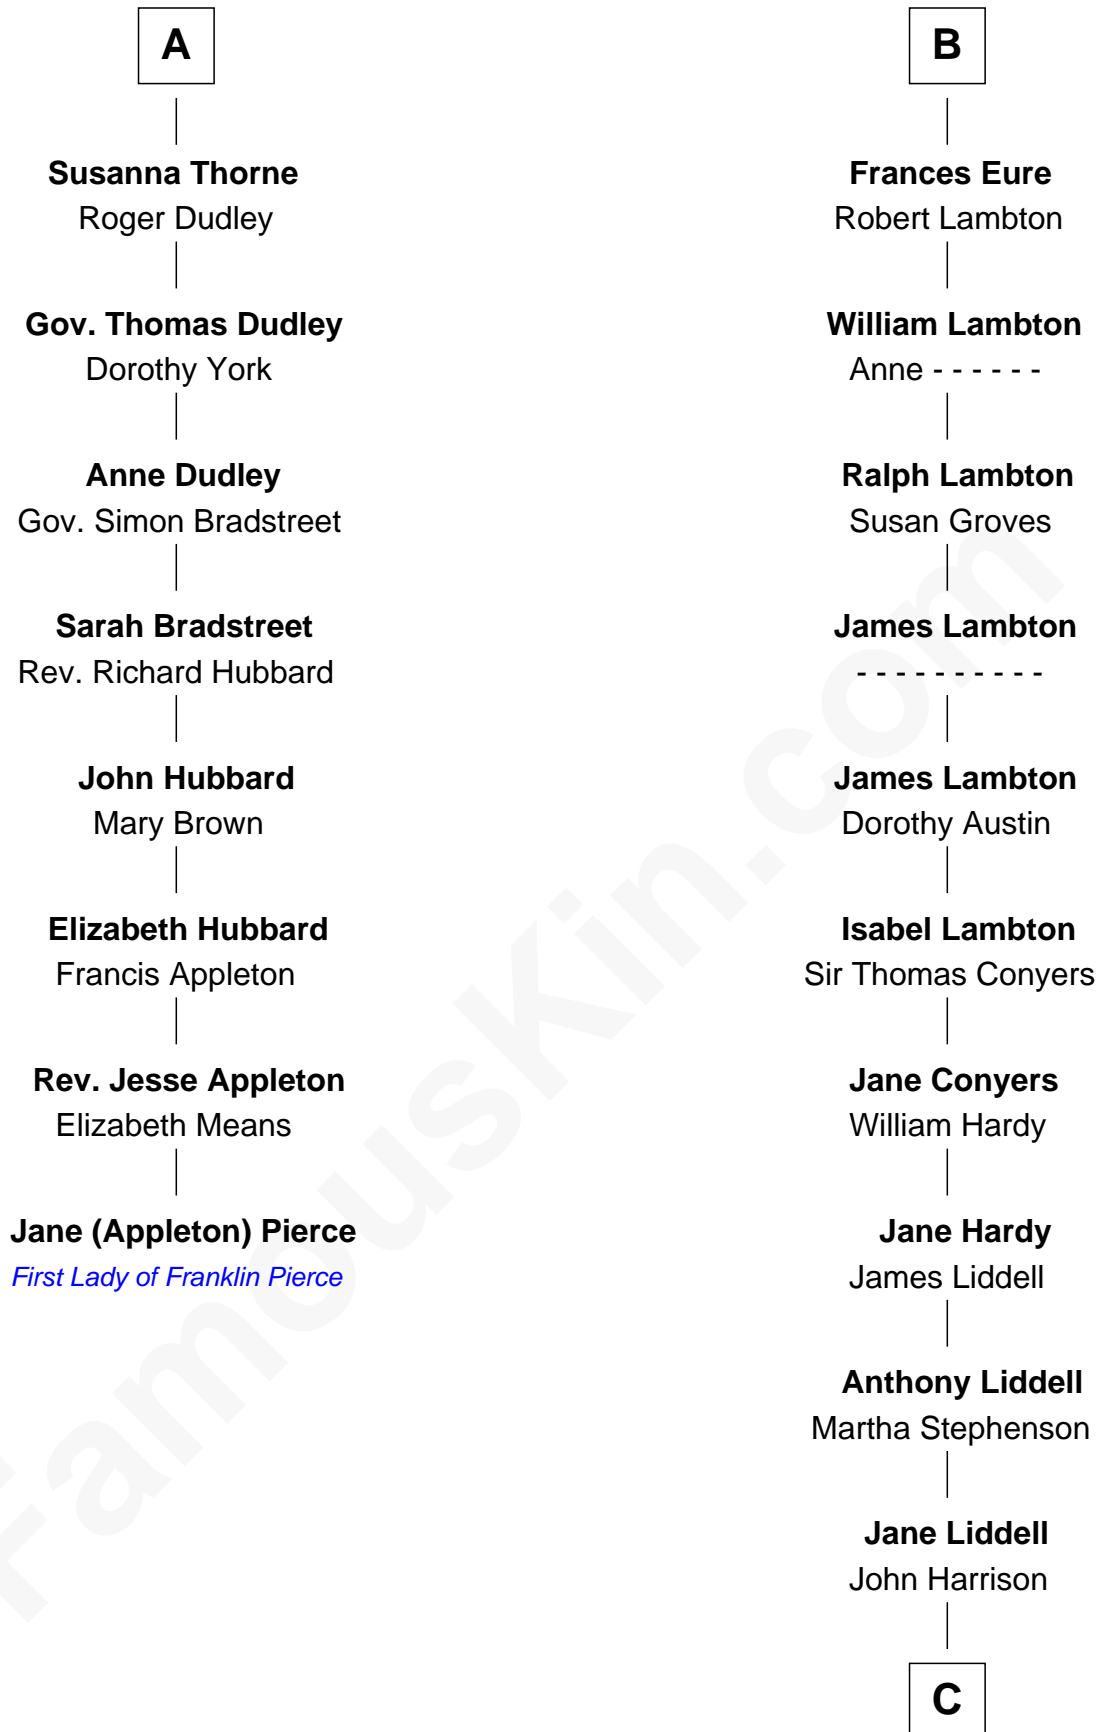 A
Susanna Thorne
Roger Dudley
Gov. Thomas Dudley
Dorothy York
Anne Dudley
Gov. Simon Bradstreet
Sarah Bradstreet
Rev. Richard Hubbard
John Hubbard
Mary Brown
Elizabeth Hubbard
Francis Appleton
Rev. Jesse Appleton
Elizabeth Means
Jane (Appleton) Pierce
First Lady of Franklin Pierce
B
Frances Eure
Robert Lambton
William Lambton
Anne - - - - - -
Ralph Lambton
Susan Groves
James Lambton
- - - - - - - - - -
James Lambton
Dorothy Austin
Isabel Lambton
Sir Thomas Conyers
Jane Conyers
William Hardy
Jane Hardy
James Liddell
Anthony Liddell
Martha Stephenson
Jane Liddell
John Harrison
C
FamousKin.com